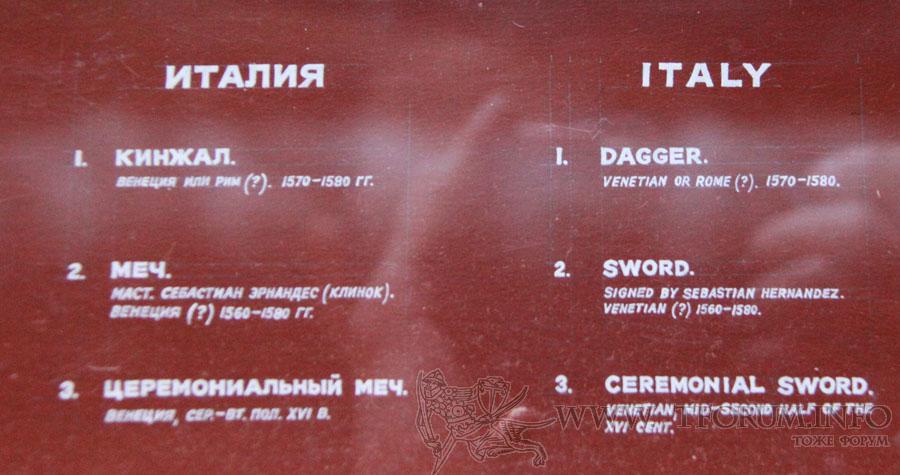 ИТАЛИЯ
1. КИНЖАЛ.
ВЕНЕЦИЯ ИЛИ РИМ (?). 1570–1580 ГГ.
2. МЕЧ.
МАСТ. СЕБАСТИАН ЭРНАНДЕС (КЛИНОК).
ВЕНЕЦИЯ (?) 1560–1580 ГГ.
3. ЦЕРЕМОНИАЛЬНЫЙ МЕЧ.
ВЕНЕЦИЯ, СЕР.–ВТ. ПОЛ. XVI В.
ITALY
1. DAGGER.
VENETIAN OR ROME (?). 1570–1580.
2. SWORD.
SIGNED BY SEBASTIAN HERNANDEZ.
VENETIAN (?) 1560–1580.
3. CEREMONIAL SWORD.
VENETIAN, MID–SECOND HALF OF THE
XVI CENT.
WWW.TFORUM.INFO
ТОЖЕ ФОРУМ